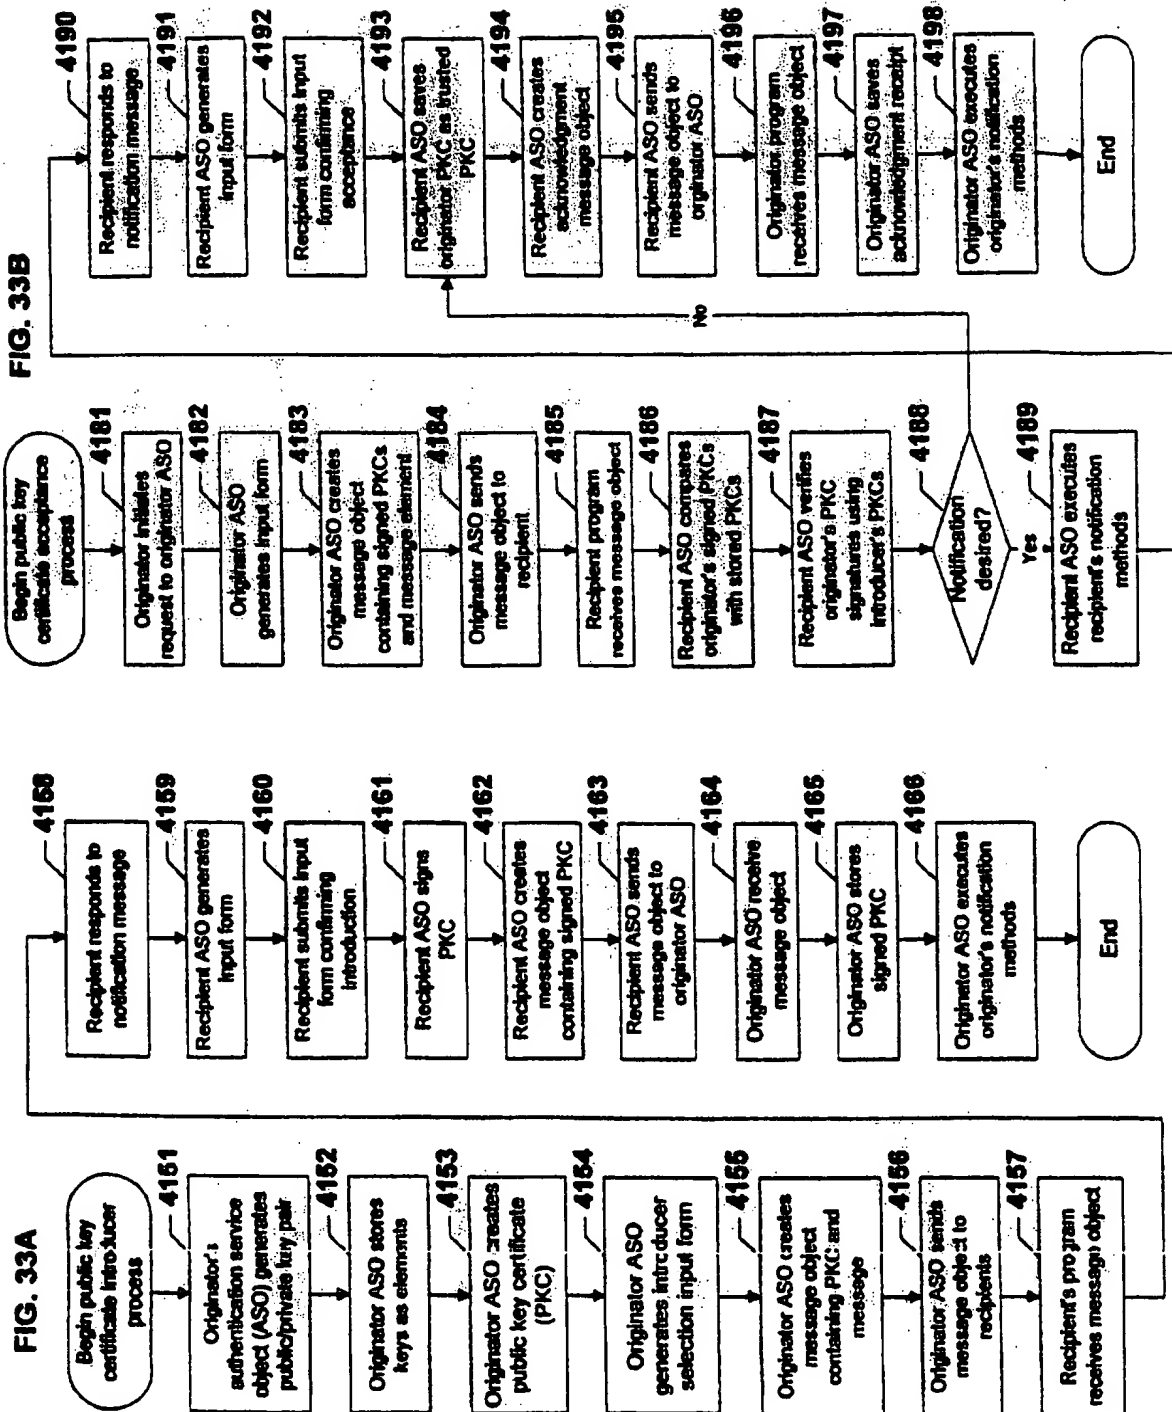 FIG. 33A
Begin public key
certificate introducer
process
4151
Originator's
authentication service
object (ASO) generates
public/private key pair
4152
Originator ASO stores
keys as elements
4153
Originator ASO creates
public key certificate
(PKC)
4154
Originator ASO
generates introducer
selection input form
4155
Originator ASO creates
message object
containing PKC and
message
4156
Originator ASO sends
message object to
recipients
4157
Recipient's program
receives message object
4158
Recipient responds to
notification message
4159
Recipient ASO generates
input form
4160
Recipient submits input
form confirming
introduction
4161
Recipient ASO signs
PKC
4162
Recipient ASO creates
message object
containing signed PKC
4163
Recipient ASO sends
message object to
originator ASO
4164
Originator ASO receive
message object
4165
Originator ASO stores
signed PKC
4166
Originator ASO executes
originator's notification
methods
End
FIG. 33B
Begin public key
certificate acceptance
process
4181
Originator initiates
request to originator ASO
4182
Originator ASO
generates input form
4183
Originator ASO creates
message object
containing signed PKCs
and message element
4184
Originator ASO sends
message object to
recipient
4185
Recipient program
receives message object
4186
Recipient ASO compares
originator's signed PKCs
with stored PKCs
4187
Recipient ASO verifies
originator's PKC
signatures using
introducer's PKCs
4188
Notification
desired?
No
Yes
4189
Recipient ASO executes
recipient's notification
methods
4190
Recipient responds to
notification message
4191
Recipient ASO generates
input form
4192
Recipient submits input
form confirming
acceptance
4193
Recipient ASO saves
originator PKC as trusted
PKC
4194
Recipient ASO creates
acknowledgment
message object
4195
Recipient ASO sends
message object to
orginator ASO
4196
Originator program
receives message object
4197
Originator ASO saves
acknowledgment receipt
4198
Originator ASO executes
originator's notification
methods
End